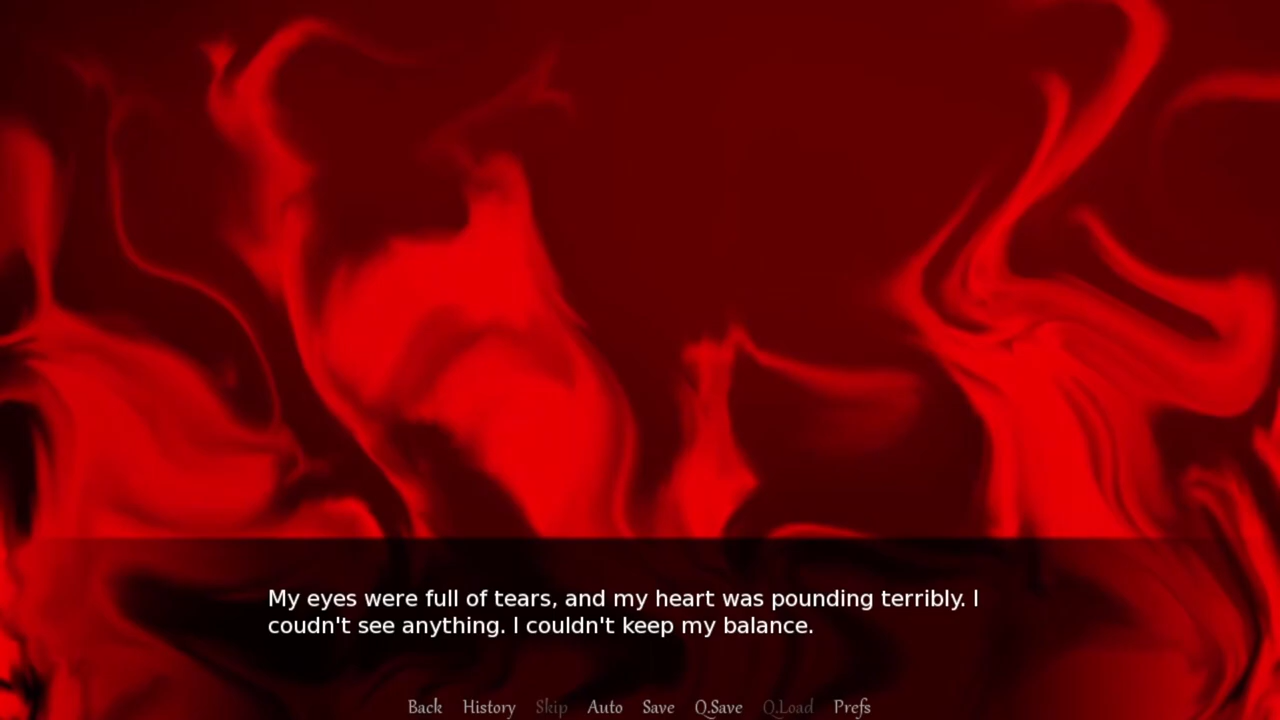 My eyes were full of tears, and my heart was pounding terribly. I
coudn't see anything. I couldn't keep my balance.
Back History Skip Auto Save Q.Save Q.Load Prefs